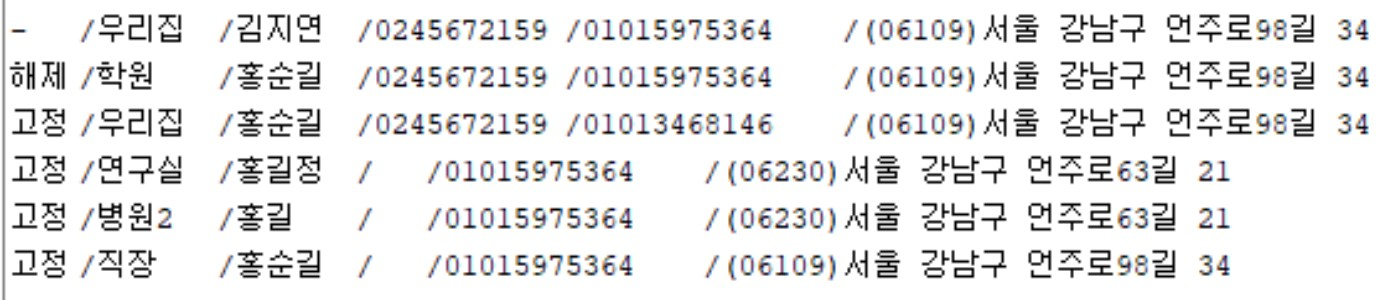 -    /우리집  /김지연  /0245672159 /01015975364    /(06109)서울 강남구 언주로98길 34
해제 /학원    /홍순길  /0245672159 /01015975364    /(06109)서울 강남구 언주로98길 34
고정 /우리집  /홍순길  /0245672159 /01013468146    /(06109)서울 강남구 언주로98길 34
고정 /연구실  /홍길정  /   /01015975364    /(06230)서울 강남구 언주로63길 21
고정 /병원2   /홍길    /   /01015975364    /(06230)서울 강남구 언주로63길 21
고정 /직장    /홍순길  /   /01015975364    /(06109)서울 강남구 언주로98길 34